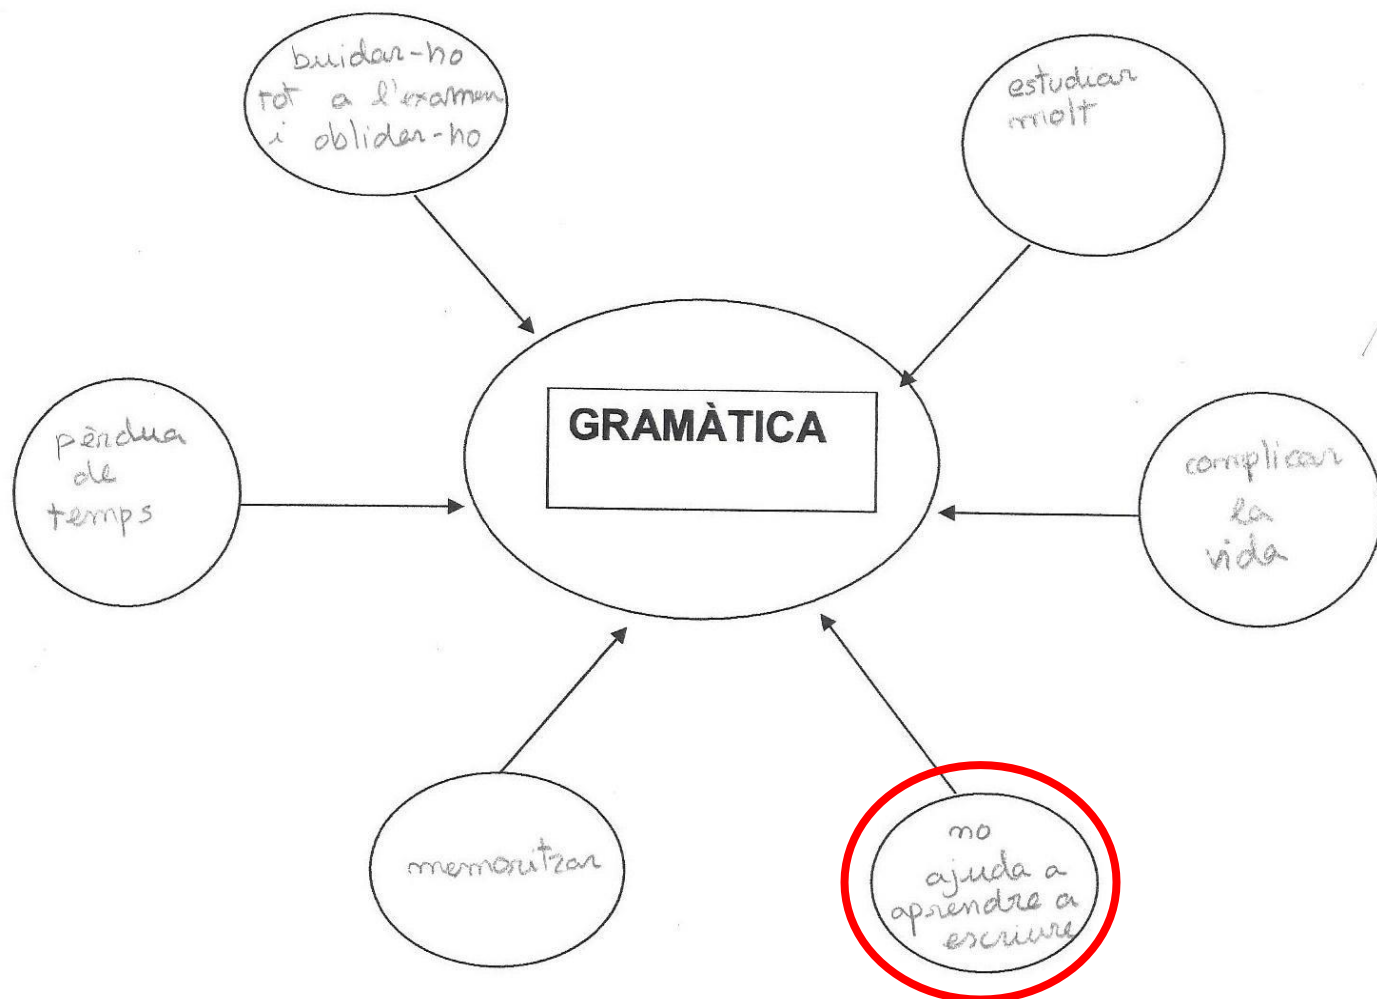 buidar-ho
tot a l'examen
i oblidar-ho
estudiar
molt
GRAMÀTICA
pèrdua
de
temps
complicar
la
vida
memoritzar
no
ajuda a
aprendre a
escriure